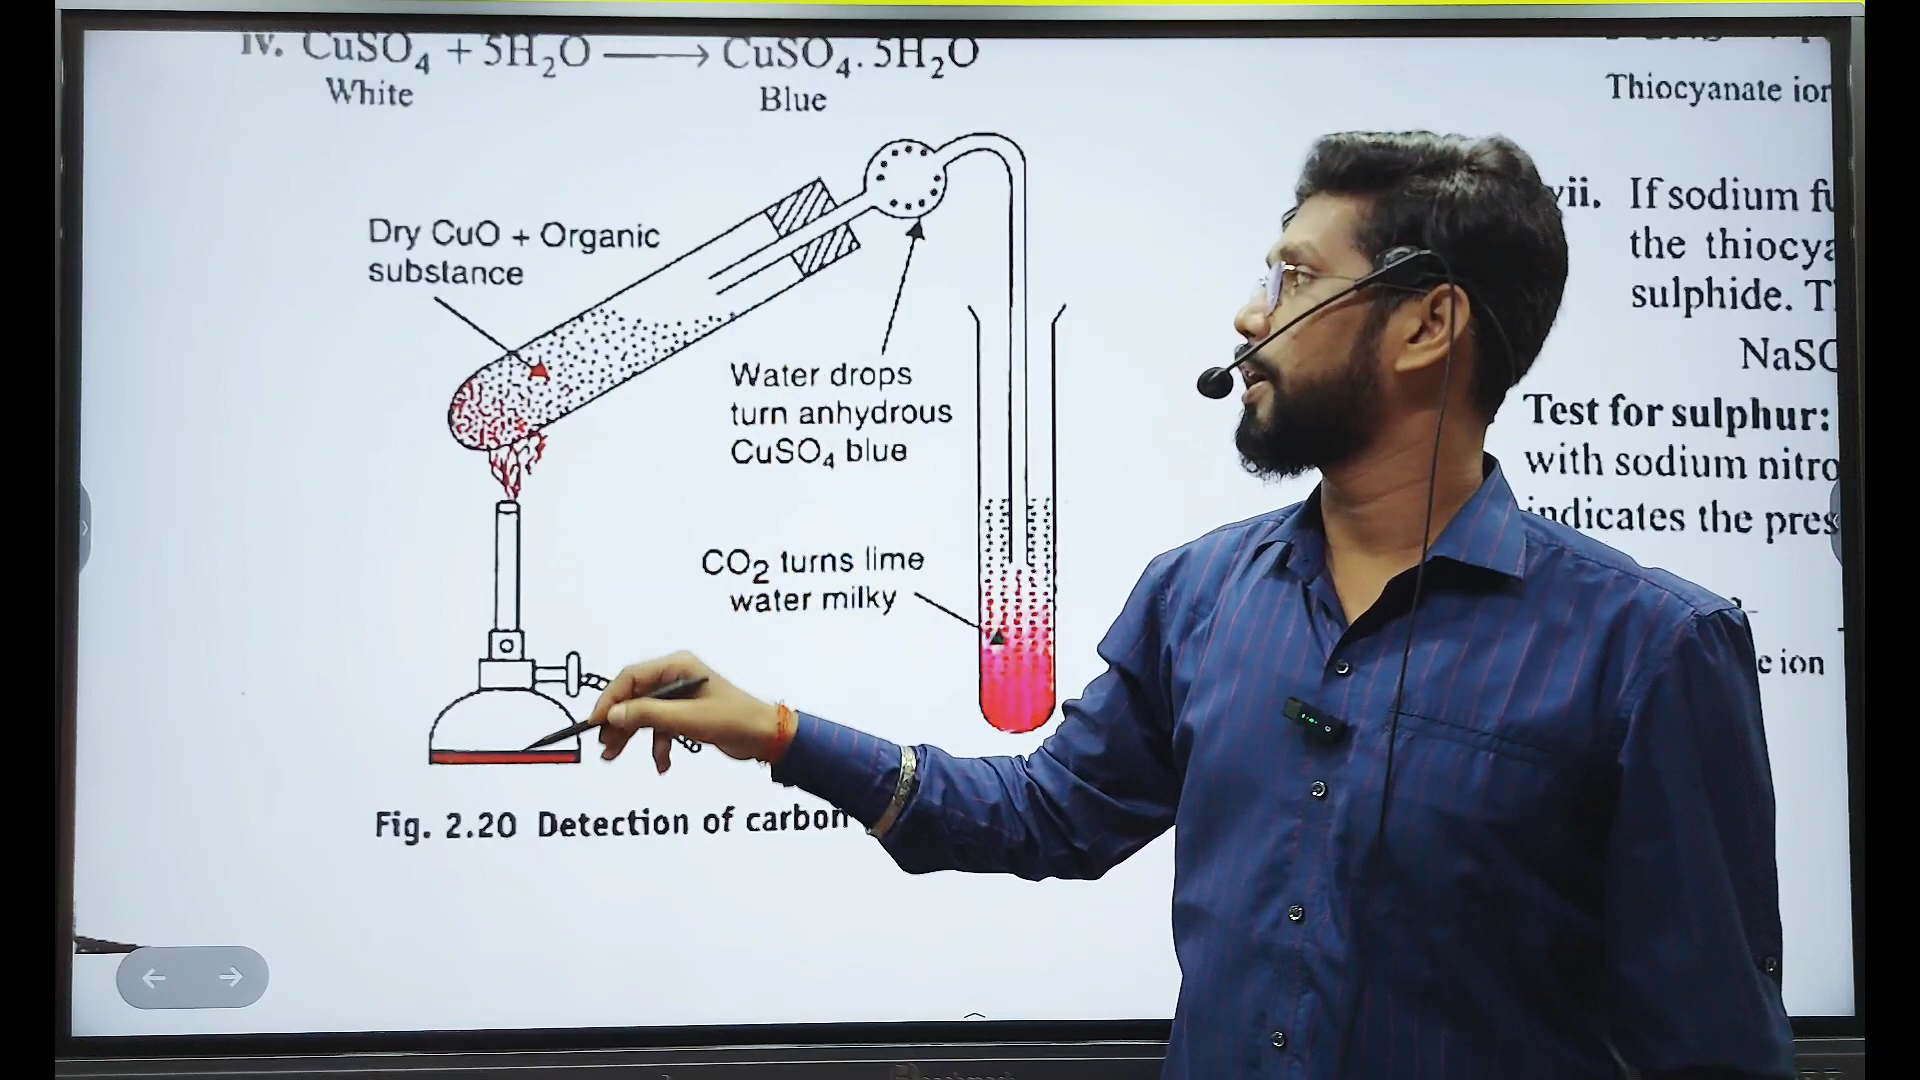 iv. CuSO4 + 5H2O ⟶ CuSO4. 5H2O
White Blue
Dry CuO + Organic
substance
Water drops
turn anhydrous
CuSO4 blue
CO2 turns lime
water milky
Fig. 2.20 Detection of carbon
Thiocyanate ion
vii. If sodium fu
the thiocya
sulphide. T
NaSC
Test for sulphur:
with sodium nitro
indicates the pres
e ion